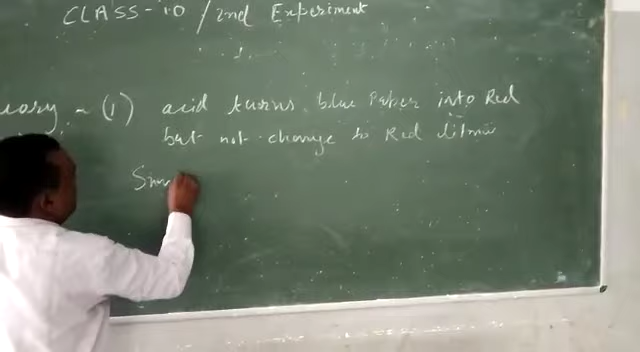 CLASS-10 / 2nd Experiment
(1) acid turns blue Paper into Red
but not change to Red litmus